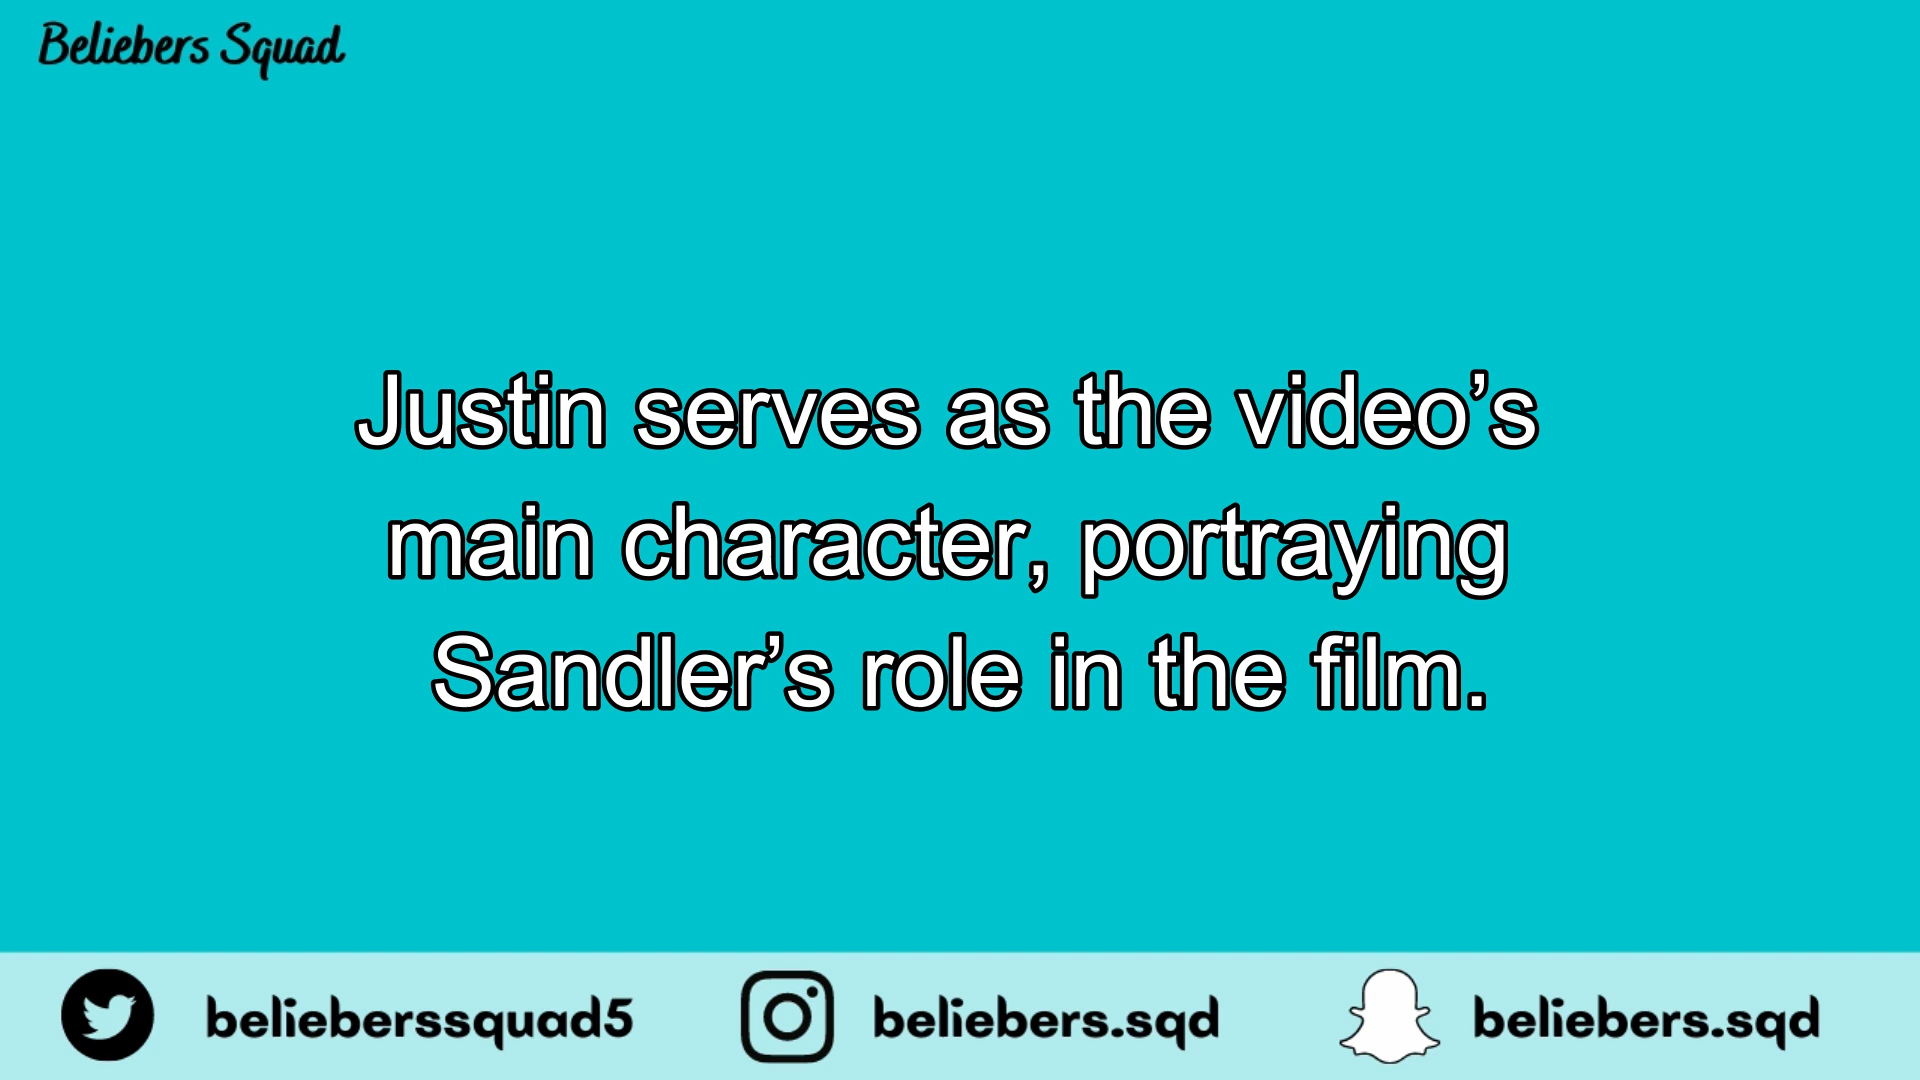 Beliebers Squad
Justin serves as the video’s
main character, portraying
Sandler’s role in the film.
belieberssquad5
beliebers.sqd
beliebers.sqd